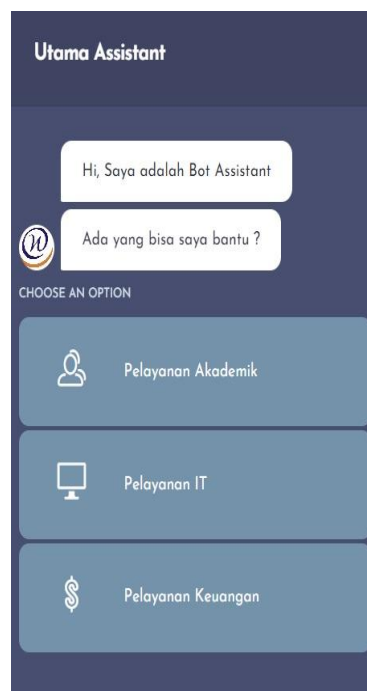 Utama Assistant
Hi, Saya adalah Bot Assistant
Ada yang bisa saya bantu ?
CHOOSE AN OPTION
Pelayanan Akademik
Pelayanan IT
Pelayanan Keuangan